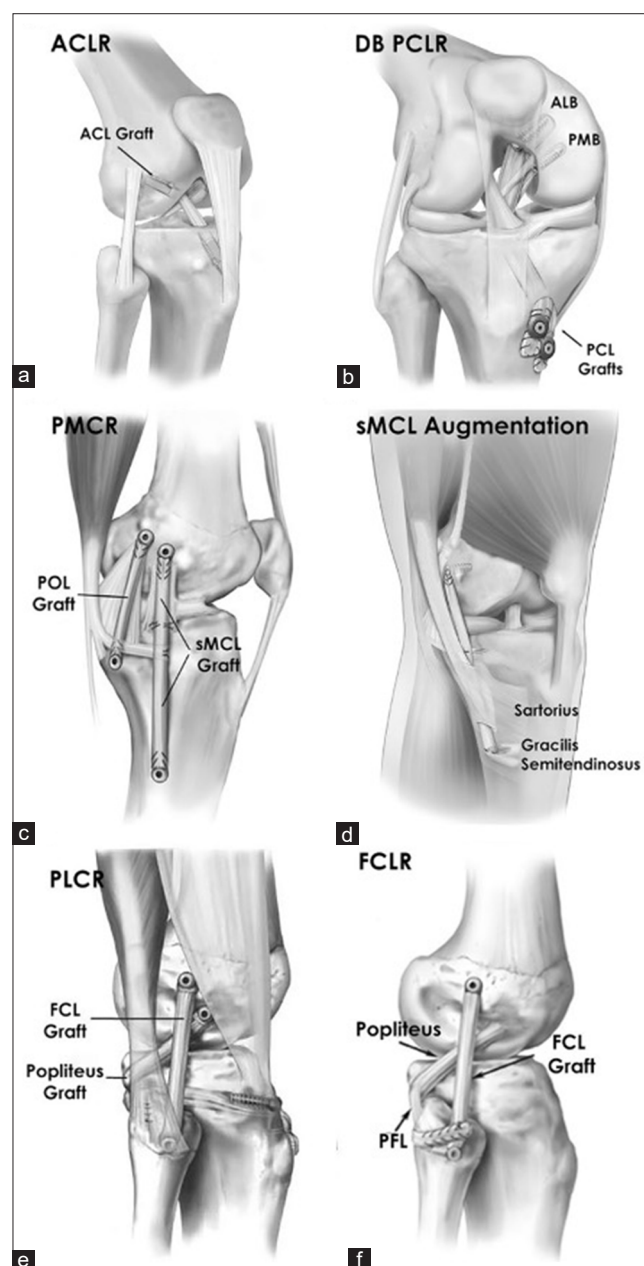 ACLR
ACL Graft
a
DB PCLR
ALB
PMB
PCL
Grafts
b
PMCR
POL
Graft
sMCL
Graft
c
sMCL Augmentation
Sartorius
Gracilis
Semitendinosus
d
PLCR
FCL
Graft
Popliteus
Graft
e
FCLR
Popliteus
FCL
Graft
PFL
f